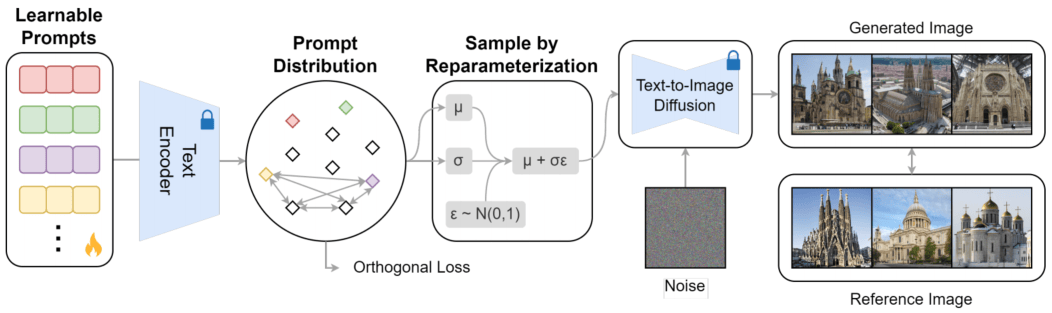 Learnable
Prompts
Text
Encoder
Prompt
Distribution
Orthogonal Loss
Sample by
Reparameterization
μ
σ
μ + σε
ε ~ N(0,1)
Text-to-Image
Diffusion
Noise
Generated Image
Reference Image